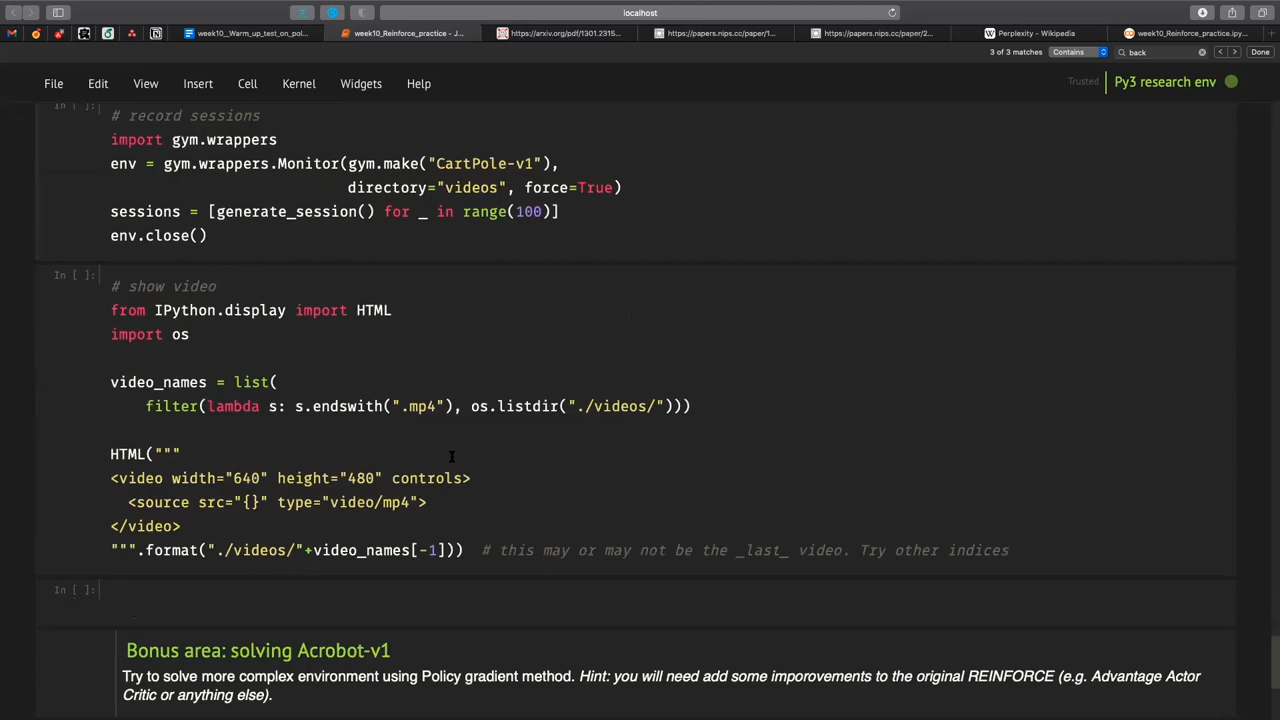 localhost
week10__Warm_up_test_on_pol...
week10_Reinforce_practice - J...
https://arxiv.org/pdf/1301.2315...
https://papers.nips.cc/paper/1...
https://papers.nips.cc/paper/2...
Perplexity - Wikipedia
week10_Reinforce_practice.ipy...
3 of 3 matches Contains back Done
File Edit View Insert Cell Kernel Widgets Help Trusted Py3 research env
In [ ]: # record sessions
import gym.wrappers
env = gym.wrappers.Monitor(gym.make("CartPole-v1"),
directory="videos", force=True)
sessions = [generate_session() for _ in range(100)]
env.close()
In [ ]: # show video
from IPython.display import HTML
import os
video_names = list(
filter(lambda s: s.endswith(".mp4"), os.listdir("./videos/")))
HTML("""
<video width="640" height="480" controls>
<source src="{}" type="video/mp4">
</video>
""".format("./videos/"+video_names[-1])) # this may or may not be the _last_ video. Try other indices
In [ ]:
Bonus area: solving Acrobot-v1
Try to solve more complex environment using Policy gradient method. Hint: you will need add some imporovements to the original REINFORCE (e.g. Advantage Actor
Critic or anything else).